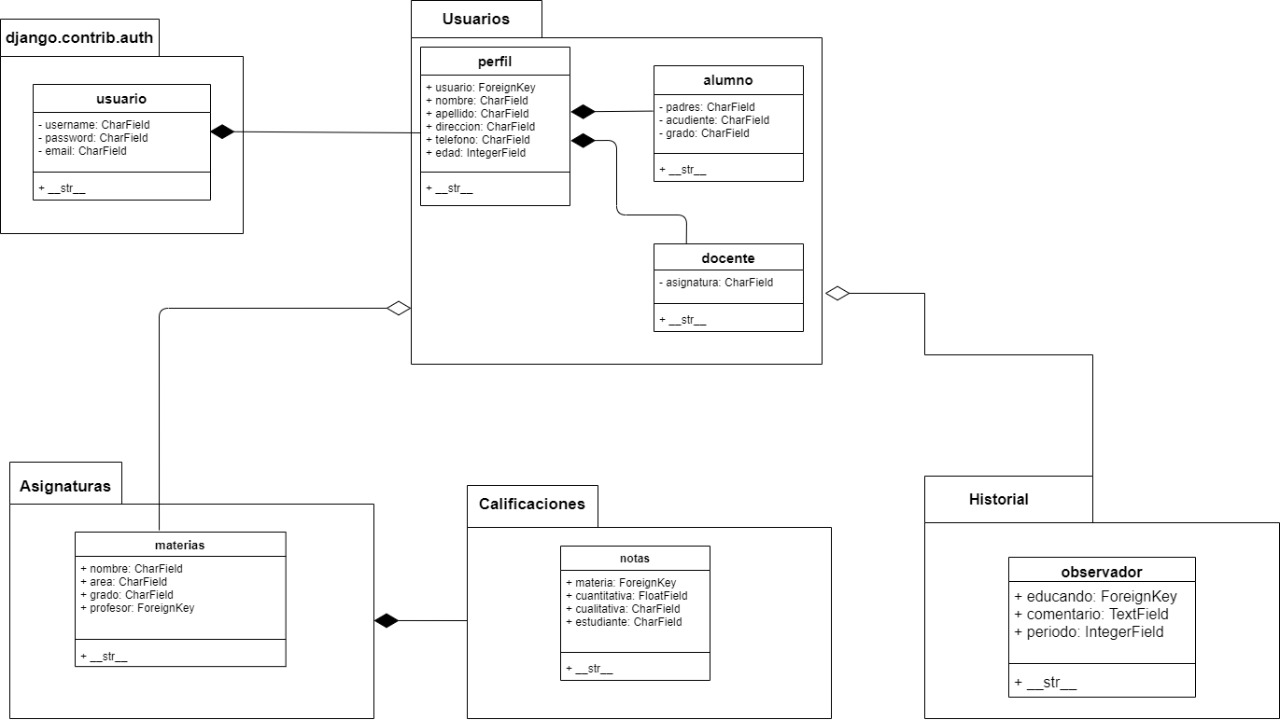 django.contrib.auth
usuario
- username: CharField
- password: CharField
- email: CharField
+ __str__
Usuarios
perfil
+ usuario: ForeignKey
+ nombre: CharField
+ apellido: CharField
+ direccion: CharField
+ telefono: CharField
+ edad: IntegerField
+ __str__
alumno
- padres: CharField
- acudiente: CharField
- grado: CharField
+ __str__
docente
- asignatura: CharField
+ __str__
Asignaturas
materias
+ nombre: CharField
+ area: CharField
+ grado: CharField
+ profesor: ForeignKey
+ __str__
Calificaciones
notas
+ materia: ForeignKey
+ cuantitativa: FloatField
+ cualitativa: CharField
+ estudiante: CharField
+ __str__
Historial
observador
+ educando: ForeignKey
+ comentario: TextField
+ periodo: IntegerField
+ __str__